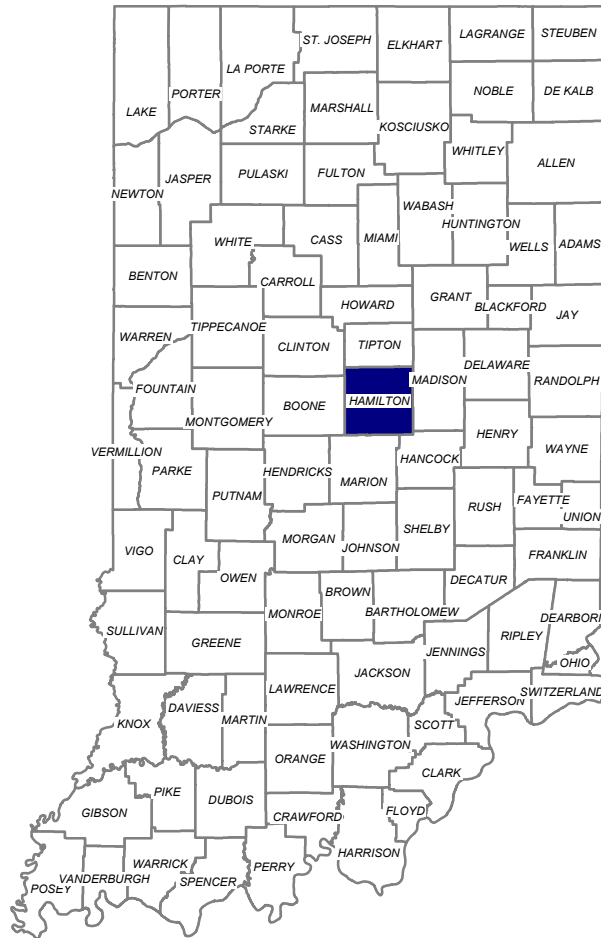 ST. JOSEPH
ELKHART
LAGRANGE
STEUBEN
LA PORTE
PORTER
LAKE
NOBLE
DE KALB
MARSHALL
KOSCIUSKO
STARKE
WHITLEY
ALLEN
PULASKI
FULTON
JASPER
NEWTON
WABASH
HUNTINGTON
MIAMI
WHITE
CASS
WELLS
ADAMS
BENTON
CARROLL
GRANT
HOWARD
BLACKFORD
JAY
TIPPECANOE
WARREN
CLINTON
TIPTON
DELAWARE
MADISON
RANDOLPH
FOUNTAIN
HAMILTON
BOONE
MONTGOMERY
HENRY
VERMILLION
WAYNE
HANCOCK
PARKE
HENDRICKS
MARION
PUTNAM
FAYETTE
RUSH
UNION
SHELBY
MORGAN
JOHNSON
VIGO
CLAY
FRANKLIN
OWEN
DECATUR
BROWN
MONROE
BARTHOLOMEW
DEARBORN
SULLIVAN
RIPLEY
GREENE
JENNINGS
OHIO
JACKSON
LAWRENCE
SWITZERLAND
JEFFERSON
DAVIESS
MARTIN
KNOX
SCOTT
WASHINGTON
ORANGE
CLARK
PIKE
DUBOIS
GIBSON
FLOYD
CRAWFORD
HARRISON
WARRICK
PERRY
VANDERBURGH
SPENCER
POSEY